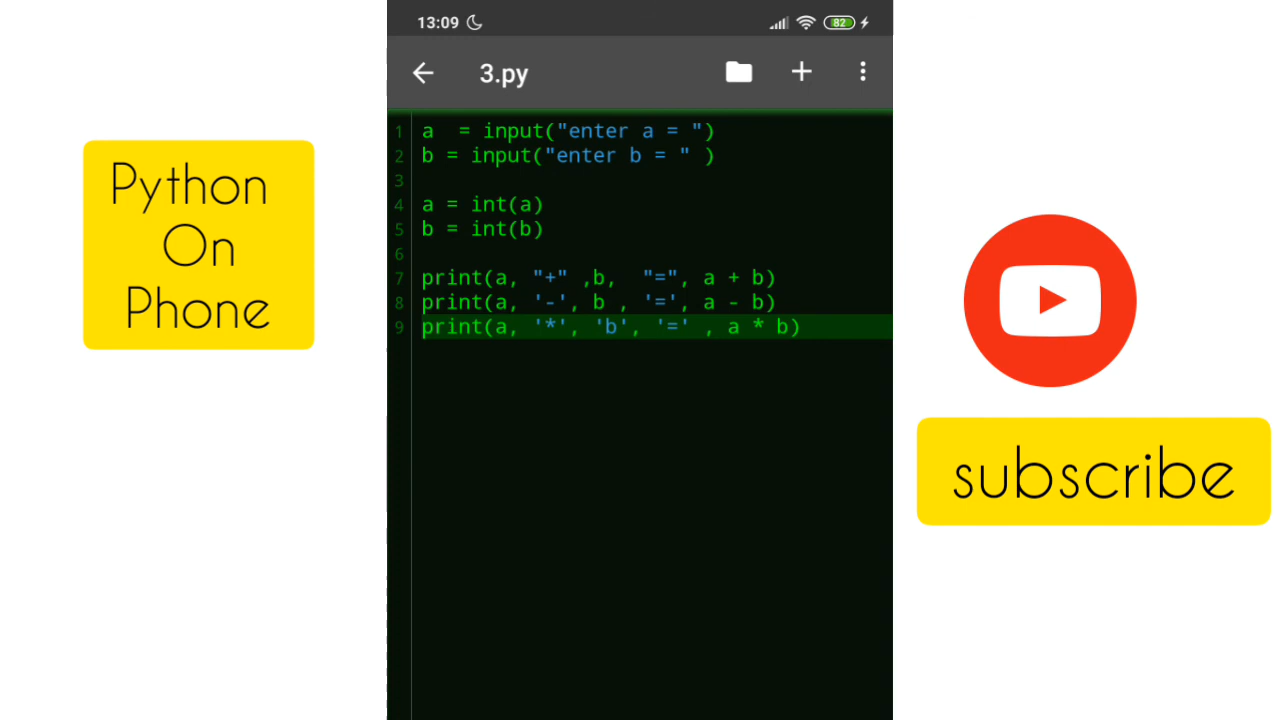 13:09
82
3.py
Python
On
Phone
1 a  = input("enter a = ")
2 b = input("enter b = " )
3
4 a = int(a)
5 b = int(b)
6
7 print(a, "+" ,b,  "=", a + b)
8 print(a, '-', b , '=', a - b)
9 print(a, '*', 'b', '=' , a * b)
subscribe